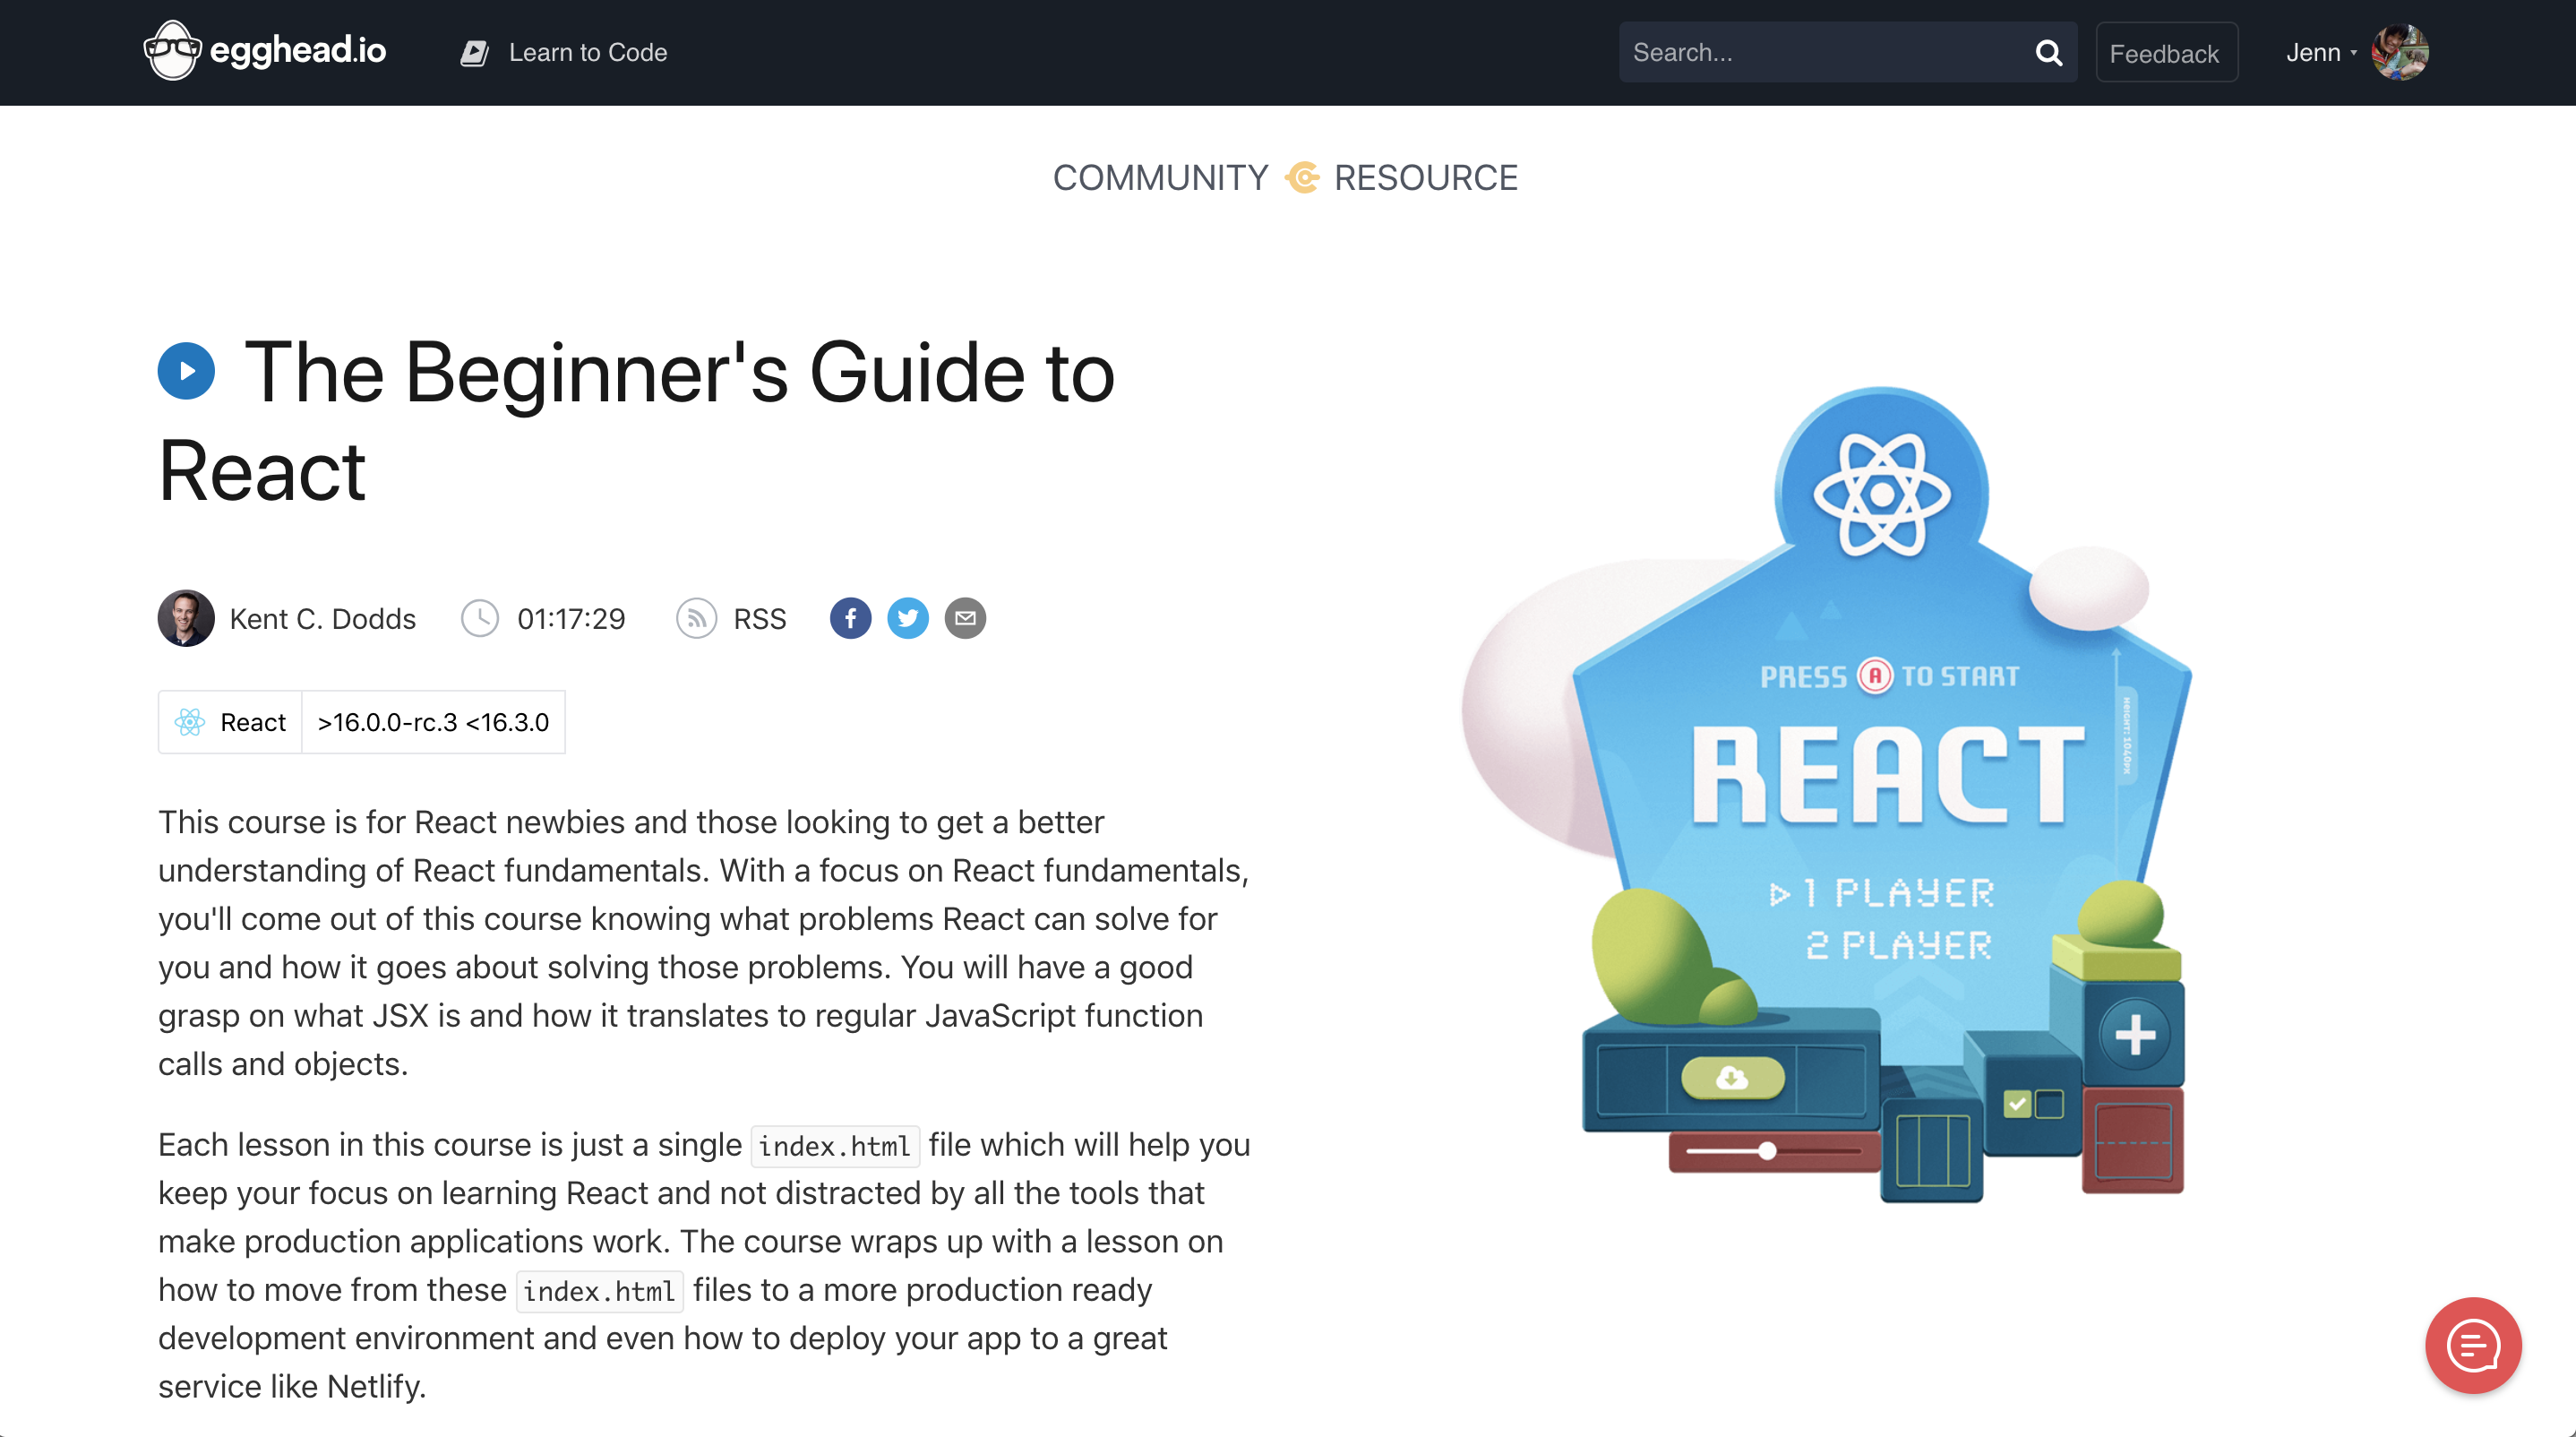 egghead.io
Learn to Code
Search...
Feedback
Jenn
COMMUNITY RESOURCE
The Beginner's Guide to
React
Kent C. Dodds
01:17:29
RSS
React >16.0.0-rc.3 <16.3.0
This course is for React newbies and those looking to get a better
understanding of React fundamentals. With a focus on React fundamentals,
you'll come out of this course knowing what problems React can solve for
you and how it goes about solving those problems. You will have a good
grasp on what JSX is and how it translates to regular JavaScript function
calls and objects.
Each lesson in this course is just a single index.html file which will help you
keep your focus on learning React and not distracted by all the tools that
make production applications work. The course wraps up with a lesson on
how to move from these index.html files to a more production ready
development environment and even how to deploy your app to a great
service like Netlify.
PRESS A TO START
REACT
1 PLAYER
2 PLAYER
HEIGHT: 1040PX